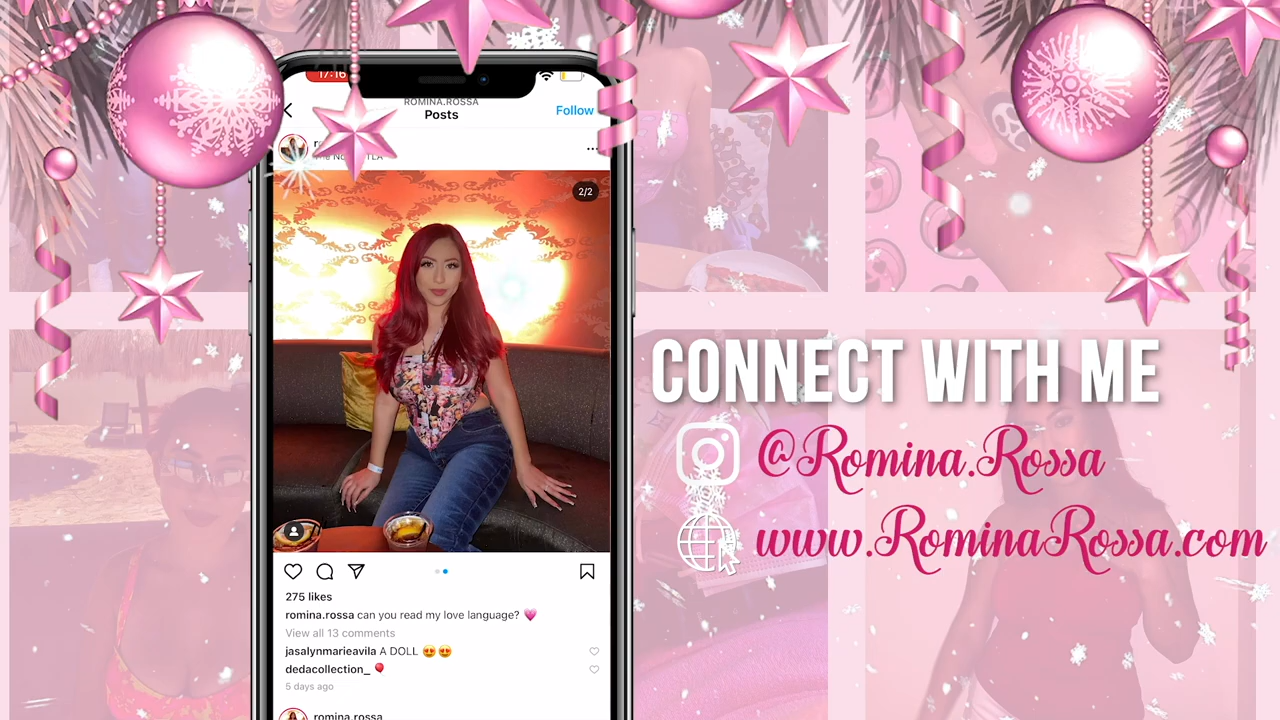 17:16
ROMINA.ROSSA
Posts
Follow
2/2
275 likes
romina.rossa can you read my love language? 💗
View all 13 comments
jasalynmarieavila A DOLL 😍😍
dedacollection_ 🎈
5 days ago
romina.rossa
CONNECT WITH ME
@Romina.Rossa
www.RominaRossa.com